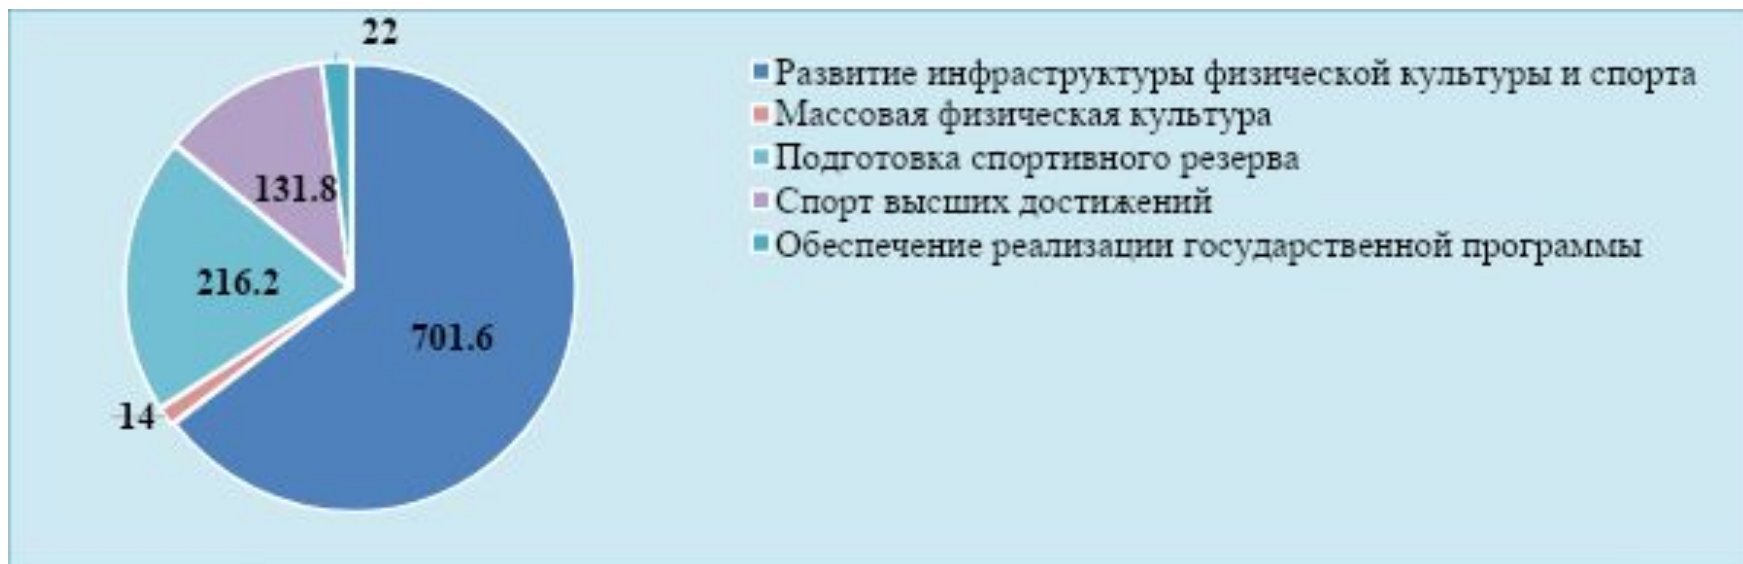 22
131.8
216.2
701.6
14
Развитие инфраструктуры физической культуры и спорта
Массовая физическая культура
Подготовка спортивного резерва
Спорт высших достижений
Обеспечение реализации государственной программы